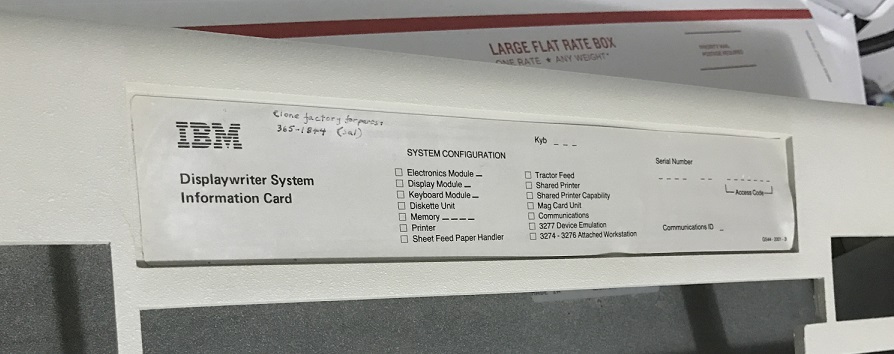 LARGE FLAT RATE BOX
ONE RATE ★ ANY WEIGHT*
IBM
Clone factory
365-1844 (Sal)
Displaywriter System
Information Card
Kyb _ _ _
SYSTEM CONFIGURATION
☐ Electronics Module _
☐ Display Module _
☐ Keyboard Module _
☐ Diskette Unit
☐ Memory _ _ _ _
☐ Printer
☐ Sheet Feed Paper Handler
☐ Tractor Feed
☐ Shared Printer
☐ Shared Printer Capability
☐ Mag Card Unit
☐ Communications
☐ 3277 Device Emulation
☐ 3274 - 3276 Attached Workstation
Serial Number
_ _ _ _ _ _ _ _ _ _ _ _ _
Access Code
Communications ID _